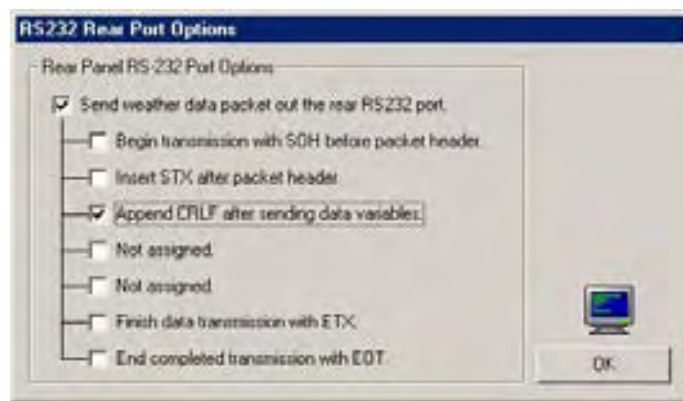 RS232 Rear Port Options
Rear Panel RS-232 Port Options
Send weather data packet out the rear RS232 port.
Begin transmission with SOH before packet header.
Insert STX after packet header.
Append CRLF after sending data variables.
Not assigned.
Not assigned.
Finish data transmission with ETX.
End completed transmission with EOT.
OK